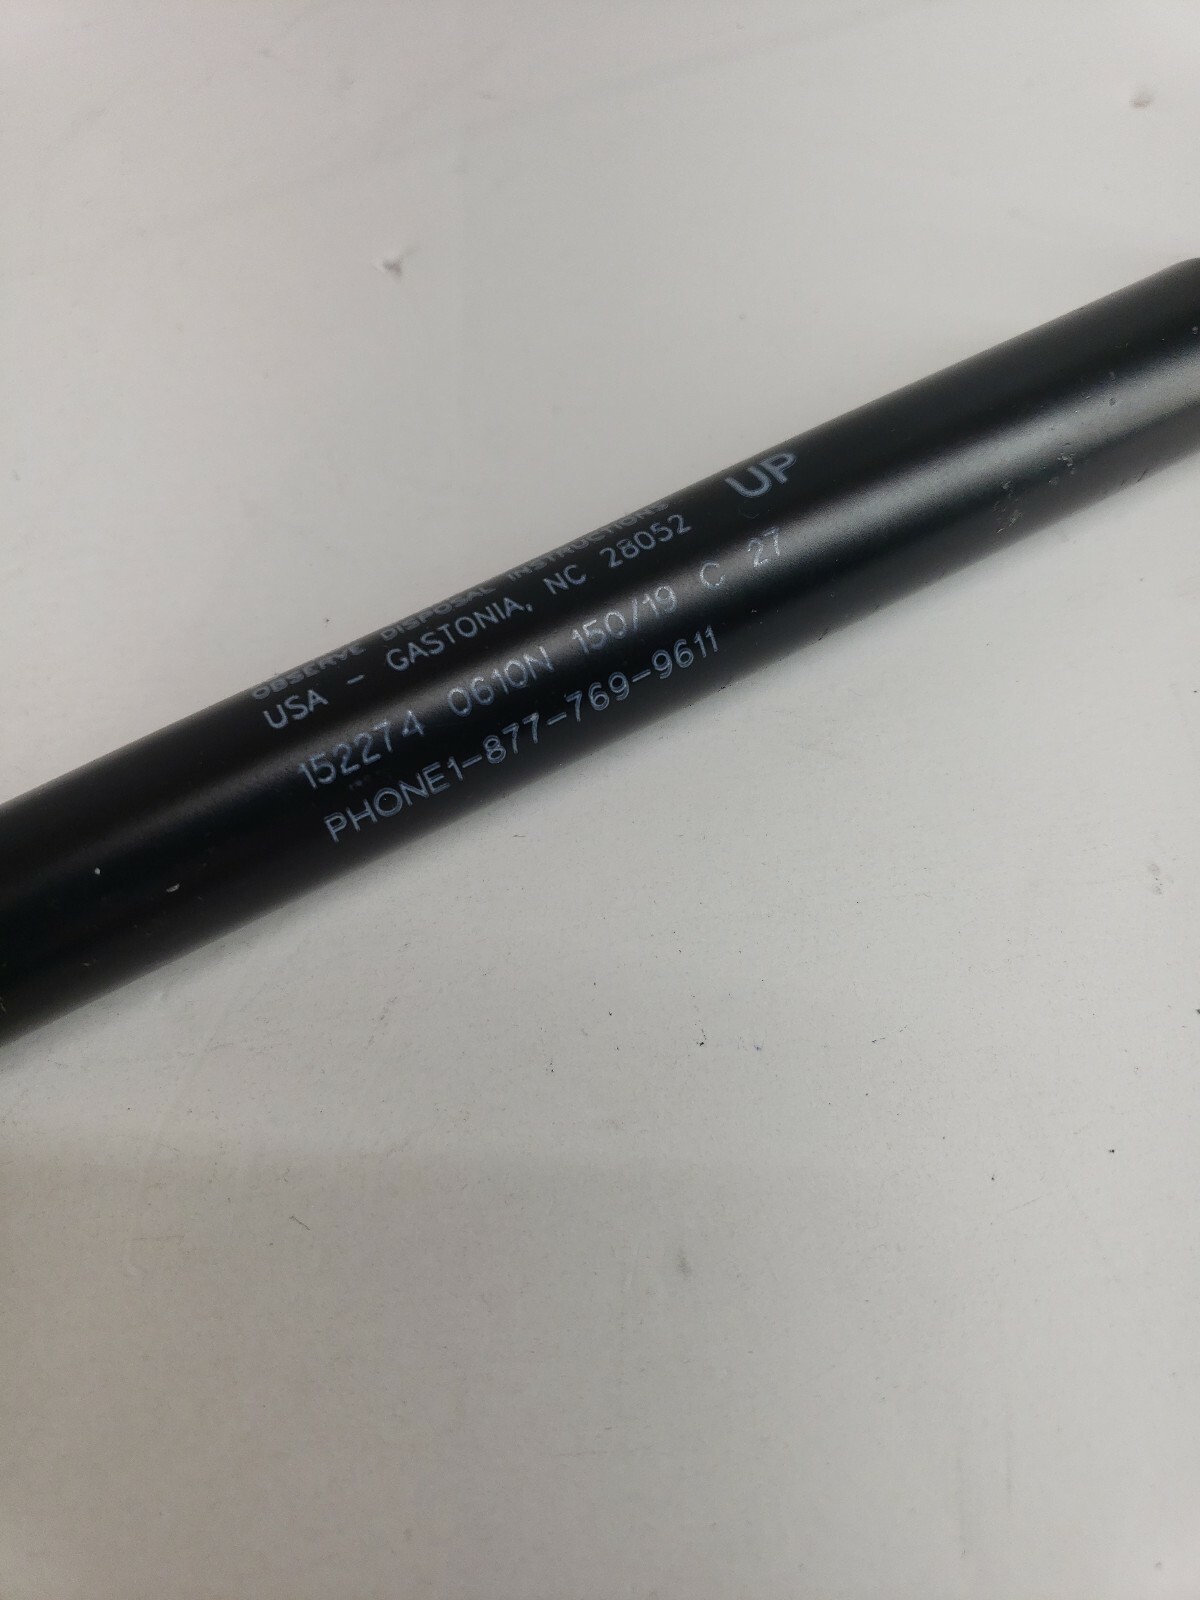 OBSERVE DISPOSAL INSTRUCTIONS
USA - GASTONIA, NC 28052 UP
152274 0610N 150/19 C 27
PHONE1-877-769-9611